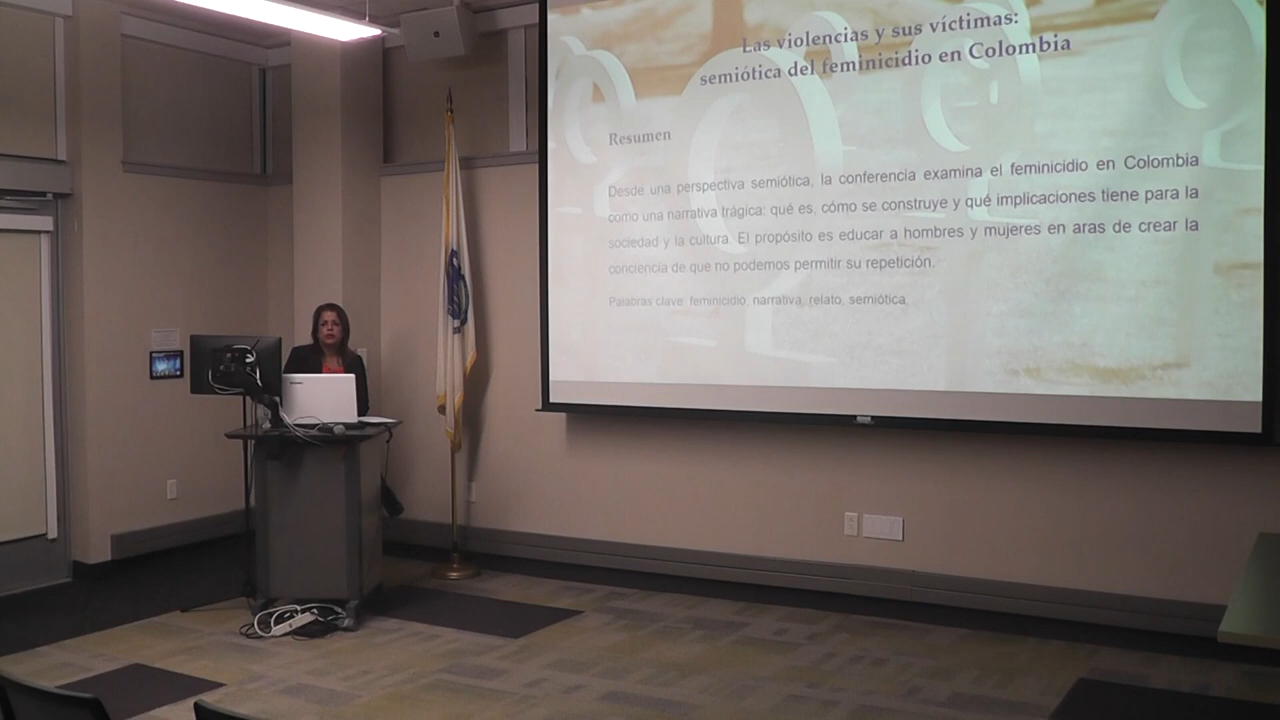 Las violencias y sus víctimas:
semiótica del feminicidio en Colombia
Resumen
Desde una perspectiva semiótica, la conferencia examina el feminicidio en Colombia
como una narrativa trágica: qué es, cómo se construye y qué implicaciones tiene para la
sociedad y la cultura. El propósito es educar a hombres y mujeres en aras de crear la
conciencia de que no podemos permitir su repetición.
Palabras clave: feminicidio, narrativa, relato, semiótica.